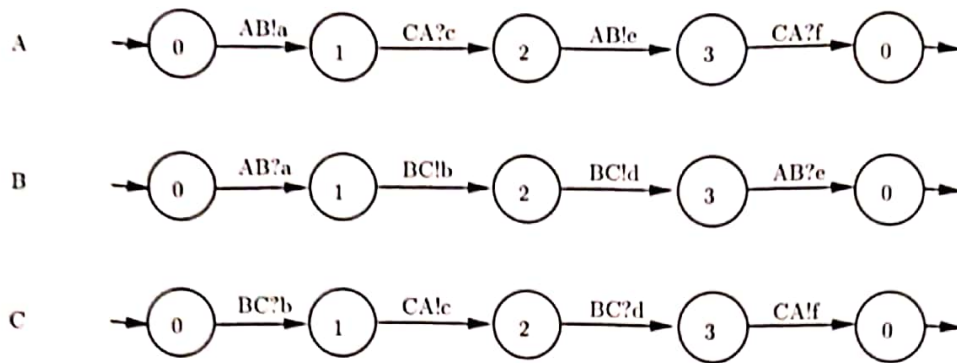 A 0 AB!a 1 CA?c 2 AB!e 3 CA?f 0
B 0 AB?a 1 BC!b 2 BC!d 3 AB?e 0
C 0 BC?b 1 CA!c 2 BC?d 3 CA!f 0